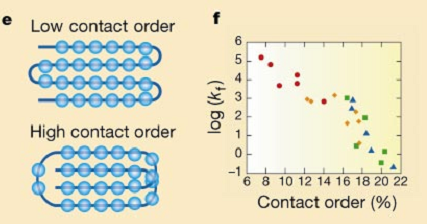 e
Low contact order
High contact order
f
log (kf)
6
5
4
3
2
1
0
–1
6 8 10 12 14 16 18 20 22
Contact order (%)